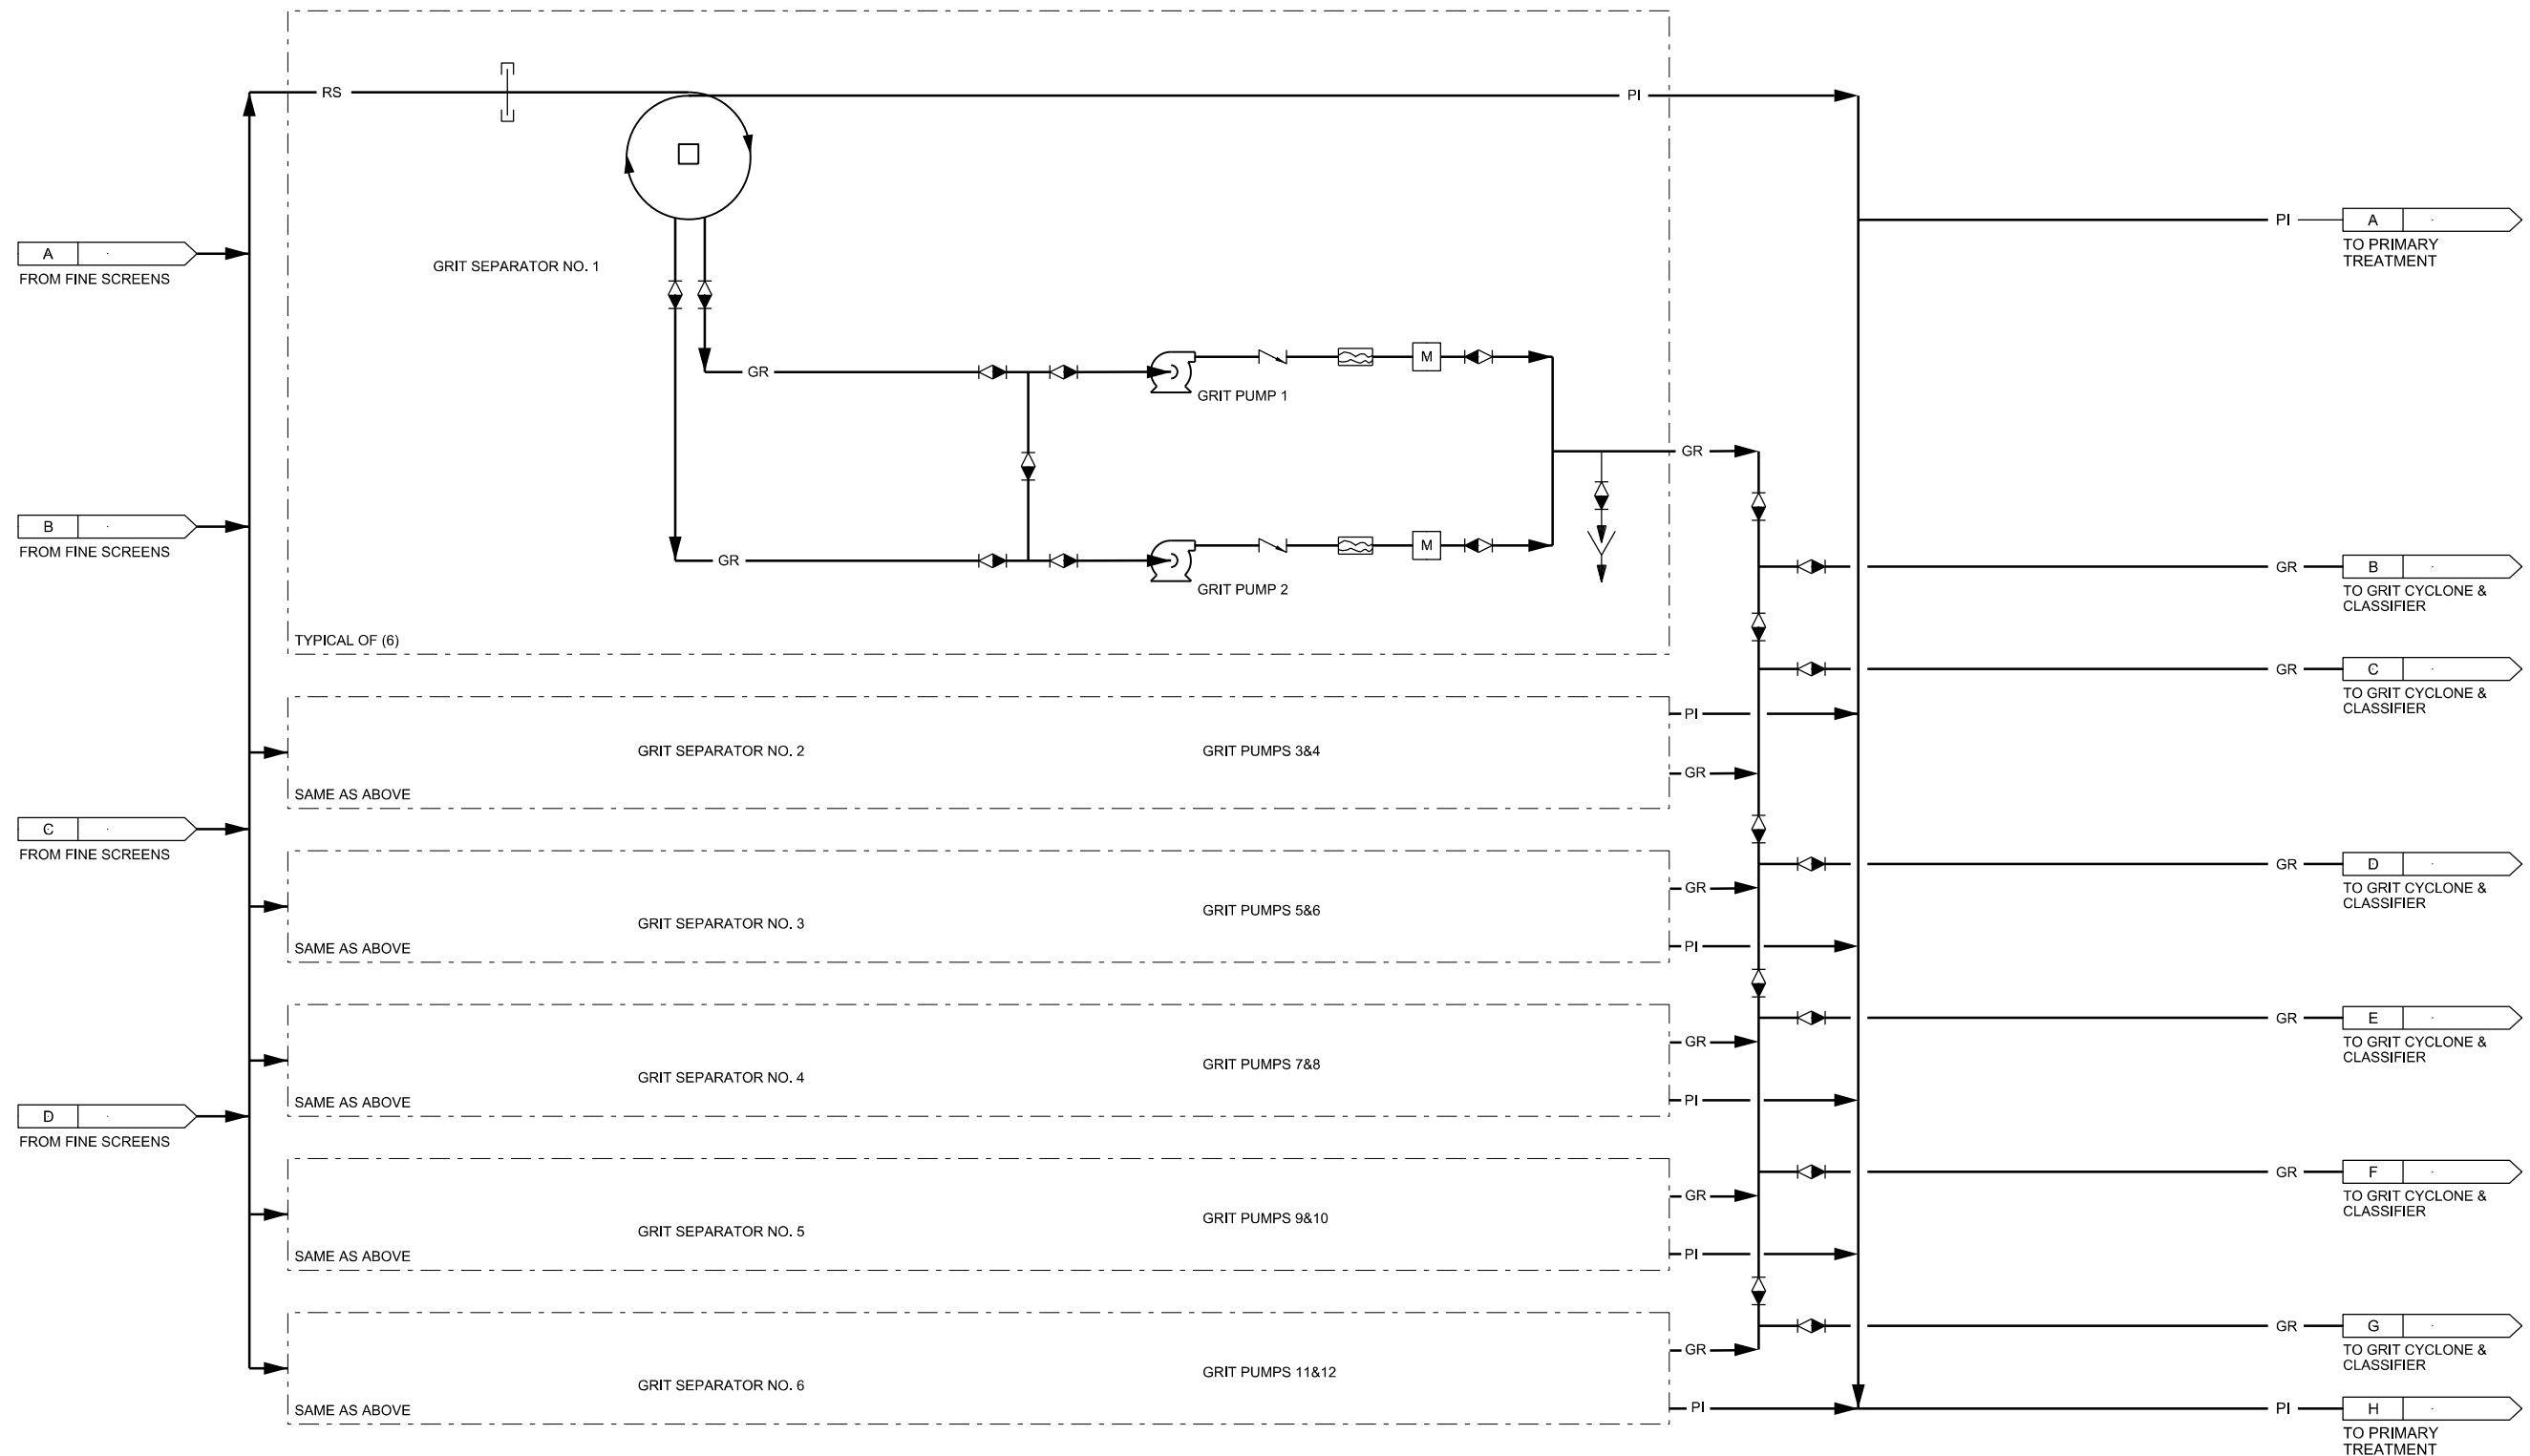 RS
PI
A
FROM FINE SCREENS
GRIT SEPARATOR NO. 1
PI
A
TO PRIMARY
TREATMENT
GR
M
GRIT PUMP 1
GR
B
FROM FINE SCREENS
GR
M
GRIT PUMP 2
GR
B
TO GRIT CYCLONE &
CLASSIFIER
TYPICAL OF (6)
GR
C
TO GRIT CYCLONE &
CLASSIFIER
PI
GRIT SEPARATOR NO. 2
GRIT PUMPS 3&4
GR
SAME AS ABOVE
C
FROM FINE SCREENS
GR
D
TO GRIT CYCLONE &
CLASSIFIER
GR
GRIT SEPARATOR NO. 3
GRIT PUMPS 5&6
PI
SAME AS ABOVE
GR
E
TO GRIT CYCLONE &
CLASSIFIER
GR
GRIT SEPARATOR NO. 4
GRIT PUMPS 7&8
PI
SAME AS ABOVE
D
FROM FINE SCREENS
GR
F
TO GRIT CYCLONE &
CLASSIFIER
GR
GRIT SEPARATOR NO. 5
GRIT PUMPS 9&10
PI
SAME AS ABOVE
GR
G
TO GRIT CYCLONE &
CLASSIFIER
GR
GRIT SEPARATOR NO. 6
GRIT PUMPS 11&12
SAME AS ABOVE
PI
PI
H
TO PRIMARY
TREATMENT